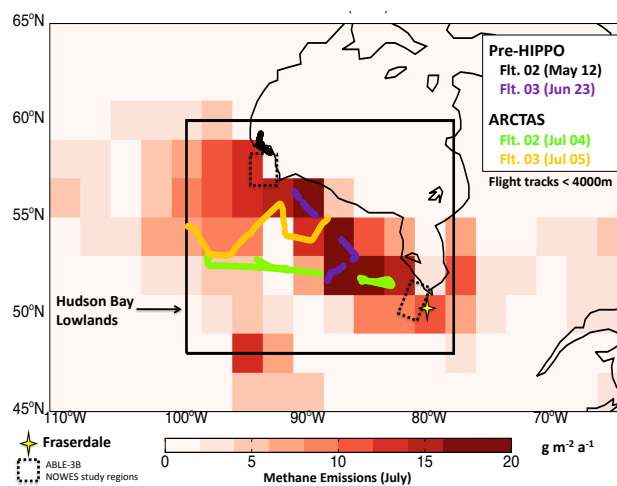 65°N
60°N
55°N
50°N
45°N
110°W
100°W
90°W
80°W
70°W
Pre-HIPPO
Flt. 02 (May 12)
Flt. 03 (Jun 23)
ARCTAS
Flt. 02 (Jul 04)
Flt. 03 (Jul 05)
Flight tracks < 4000m
Hudson Bay
Lowlands
Fraserdale
ABLE-3B
NOWES study regions
0
5
10
15
20
g m⁻² a⁻¹
Methane Emissions (July)